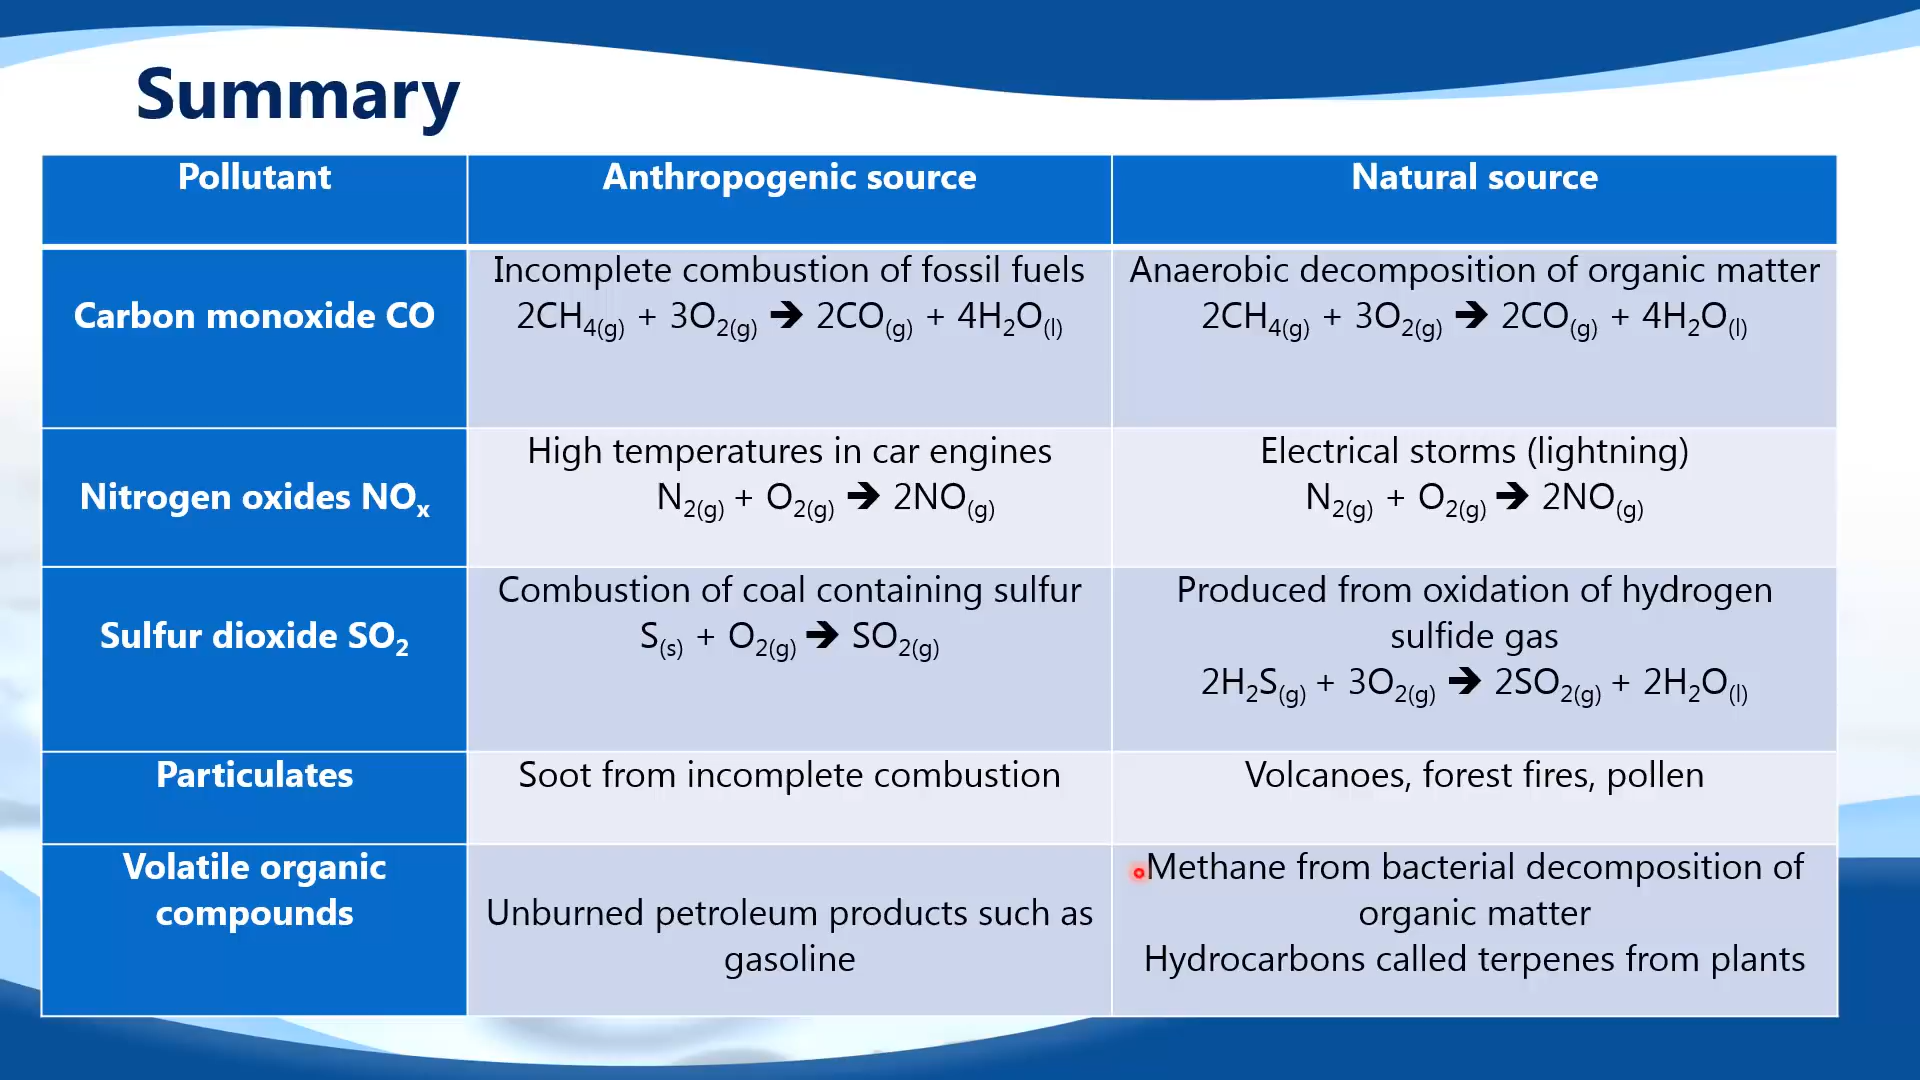 Summary
Pollutant
Anthropogenic source
Natural source
Carbon monoxide CO
Incomplete combustion of fossil fuels
2CH₄₍g₎ + 3O₂₍g₎ ➔ 2CO₍g₎ + 4H₂O₍l₎
Anaerobic decomposition of organic matter
2CH₄₍g₎ + 3O₂₍g₎ ➔ 2CO₍g₎ + 4H₂O₍l₎
Nitrogen oxides NOₓ
High temperatures in car engines
N₂₍g₎ + O₂₍g₎ ➔ 2NO₍g₎
Electrical storms (lightning)
N₂₍g₎ + O₂₍g₎ ➔ 2NO₍g₎
Sulfur dioxide SO₂
Combustion of coal containing sulfur
S₍s₎ + O₂₍g₎ ➔ SO₂₍g₎
Produced from oxidation of hydrogen
sulfide gas
2H₂S₍g₎ + 3O₂₍g₎ ➔ 2SO₂₍g₎ + 2H₂O₍l₎
Particulates
Soot from incomplete combustion
Volcanoes, forest fires, pollen
Volatile organic
compounds
Unburned petroleum products such as
gasoline
Methane from bacterial decomposition of
organic matter
Hydrocarbons called terpenes from plants